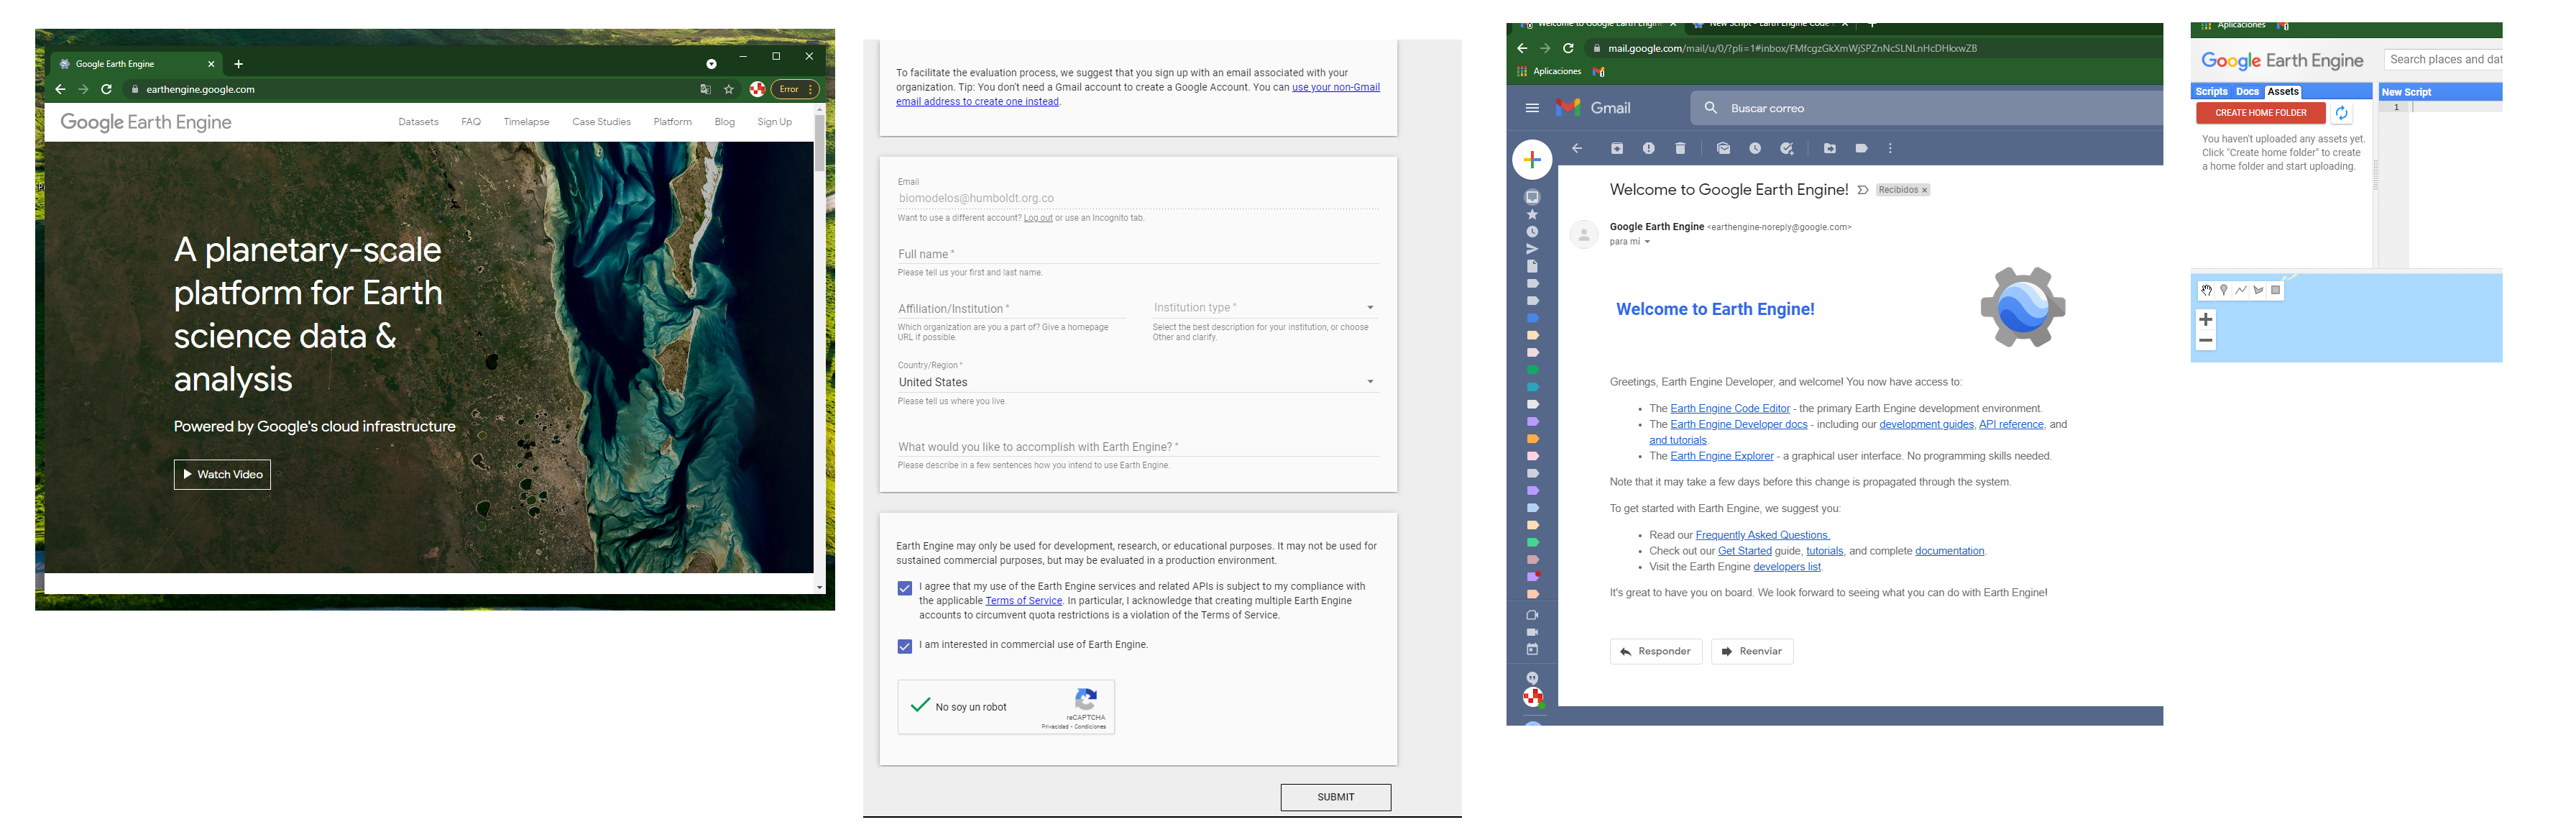 Google Earth Engine
Error
earthengine.google.com
Google Earth Engine
Datasets FAQ Timelapse Case Studies Platform Blog Sign Up
A planetary-scale
platform for Earth
science data &
analysis
Powered by Google's cloud infrastructure
Watch Video
To facilitate the evaluation process, we suggest that you sign up with an email associated with your
organization. Tip: You don't need a Gmail account to create a Google Account. You can use your non-Gmail
email address to create one instead.
Email
biomodelos@humboldt.org.co
Want to use a different account? Log out or use an Incognito tab.
Full name *
Please tell us your first and last name.
Affiliation/Institution * Institution type *
Which organization are you a part of? Give a homepage
URL if possible.
Select the best description for your institution, or choose
Other and clarify.
Country/Region *
United States
Please tell us where you live.
What would you like to accomplish with Earth Engine? *
Please describe in a few sentences how you intend to use Earth Engine.
Earth Engine may only be used for development, research, or educational purposes. It may not be used for
sustained commercial purposes, but may be evaluated in a production environment.
I agree that my use of the Earth Engine services and related APIs is subject to my compliance with
the applicable Terms of Service. In particular, I acknowledge that creating multiple Earth Engine
accounts to circumvent quota restrictions is a violation of the Terms of Service.
I am interested in commercial use of Earth Engine.
No soy un robot
reCAPTCHA
Privacidad - Condiciones
SUBMIT
Welcome to Google Earth Engin New Script - Earth Engine Code
mail.google.com/mail/u/0/?pli=1#inbox/FMfcgzGkXmWjSPZnNcSLNLnHcDHkxwZB
Aplicaciones
Gmail
Buscar correo
Welcome to Google Earth Engine! Recibidos x
Google Earth Engine <earthengine-noreply@google.com>
para mí
Welcome to Earth Engine!
Greetings, Earth Engine Developer, and welcome! You now have access to:
• The Earth Engine Code Editor - the primary Earth Engine development environment.
• The Earth Engine Developer docs - including our development guides, API reference, and
and tutorials.
• The Earth Engine Explorer - a graphical user interface. No programming skills needed.
Note that it may take a few days before this change is propagated through the system.
To get started with Earth Engine, we suggest you:
• Read our Frequently Asked Questions.
• Check out our Get Started guide, tutorials, and complete documentation.
• Visit the Earth Engine developers list.
It's great to have you on board. We look forward to seeing what you can do with Earth Engine!
Responder Reenviar
Aplicaciones
Google Earth Engine
Search places and dat
Scripts Docs Assets
New Script
CREATE HOME FOLDER
1
You haven't uploaded any assets yet.
Click "Create home folder" to create
a home folder and start uploading.